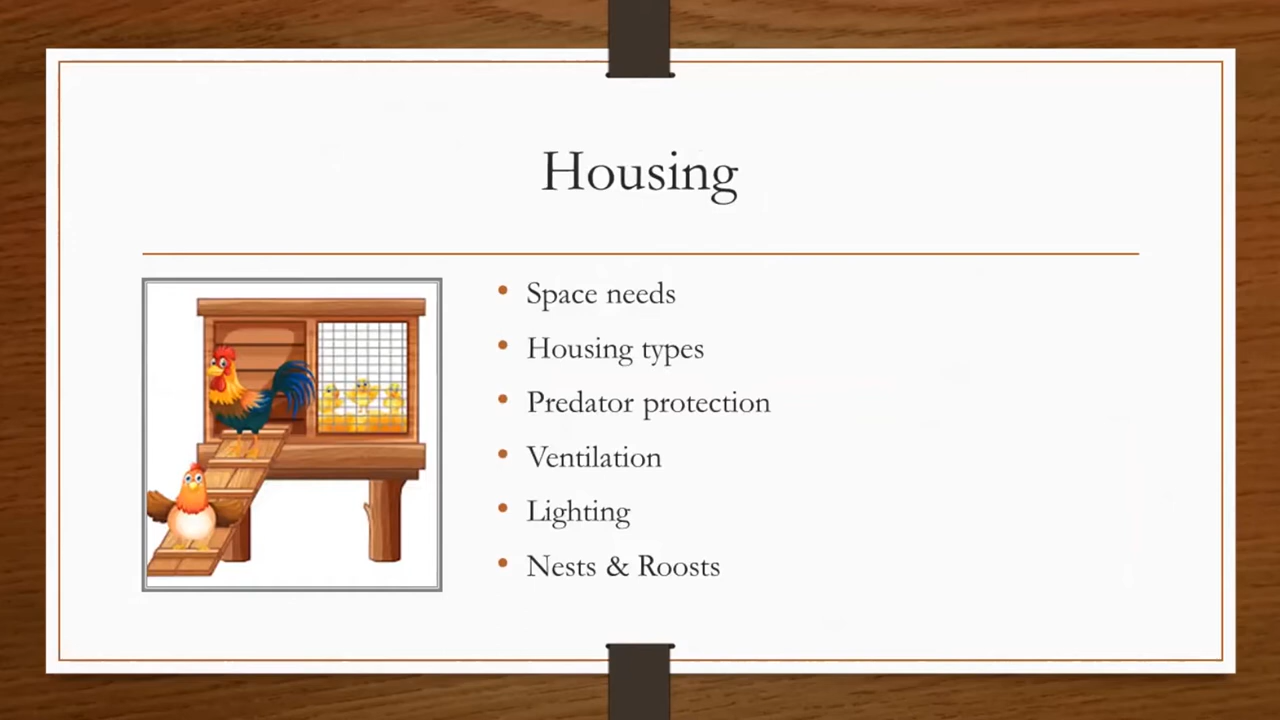 Housing
Space needs
Housing types
Predator protection
Ventilation
Lighting
Nests & Roosts